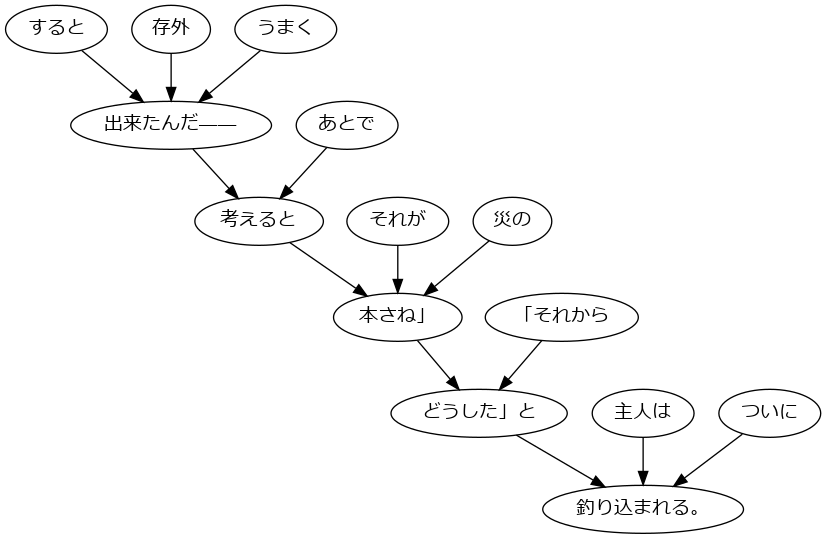 すると 存外 うまく
出来たんだ―― あとで
考えると それが 災の
本さね」 「それから
どうした」と 主人は ついに
釣り込まれる。